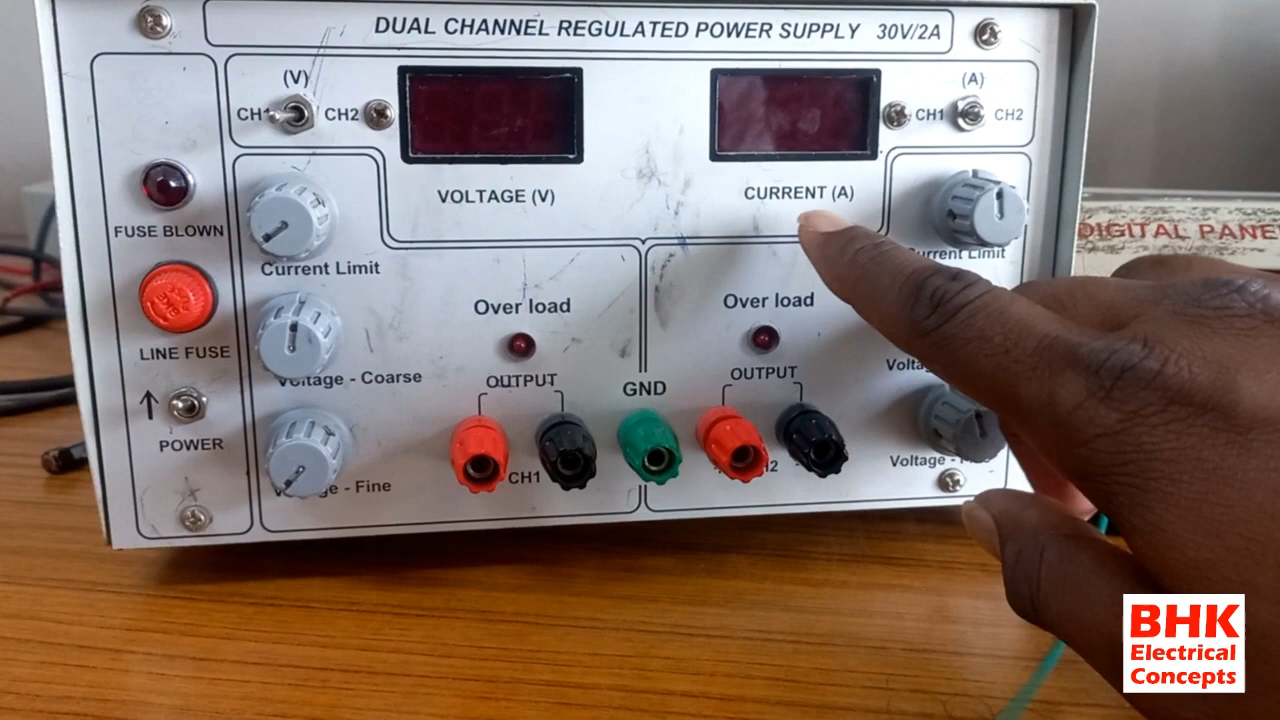 DUAL CHANNEL REGULATED POWER SUPPLY 30V/2A
(V)
CH1 CH2
(A)
CH1 CH2
VOLTAGE (V)
CURRENT (A)
FUSE BLOWN
LINE FUSE
POWER
Current Limit
Voltage - Coarse
Voltage - Fine
Over load
OUTPUT
CH1
GND
Over load
OUTPUT
Current Limit
Voltage -
DIGITAL PANE
BHK
Electrical
Concepts